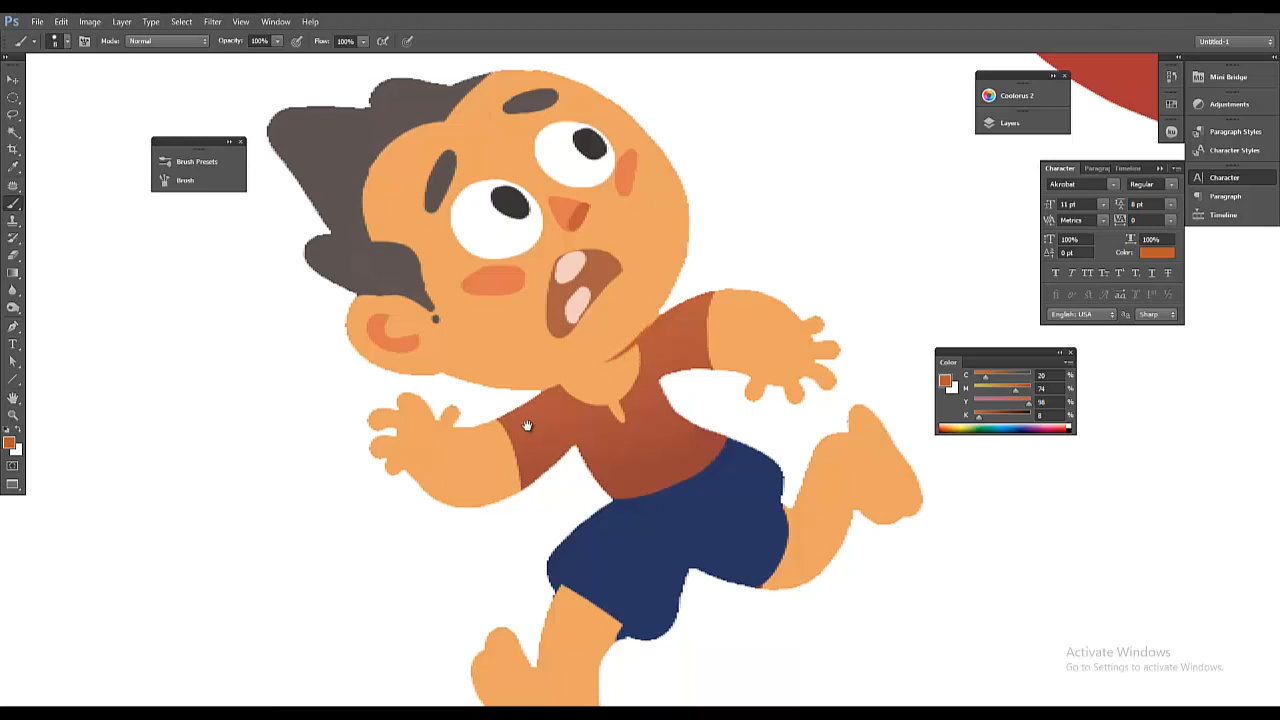 Ps File Edit Image Layer Type Select Filter View Window Help
Mode: Normal Opacity: 100% Flow: 100% Untitled-1
Mini Bridge
Adjustments
Paragraph Styles
Character Styles
Character
Paragraph
Timeline
Coolorus 2
Layers
Brush Presets
Brush
Character Paragraph Timeline
Akrobat Regular
11 pt 8 pt
Metrics 0
100% 100%
0 pt Color:
English: USA Sharp
Color
C 20 %
M 74 %
Y 98 %
K 8 %
Activate Windows
Go to Settings to activate Windows.